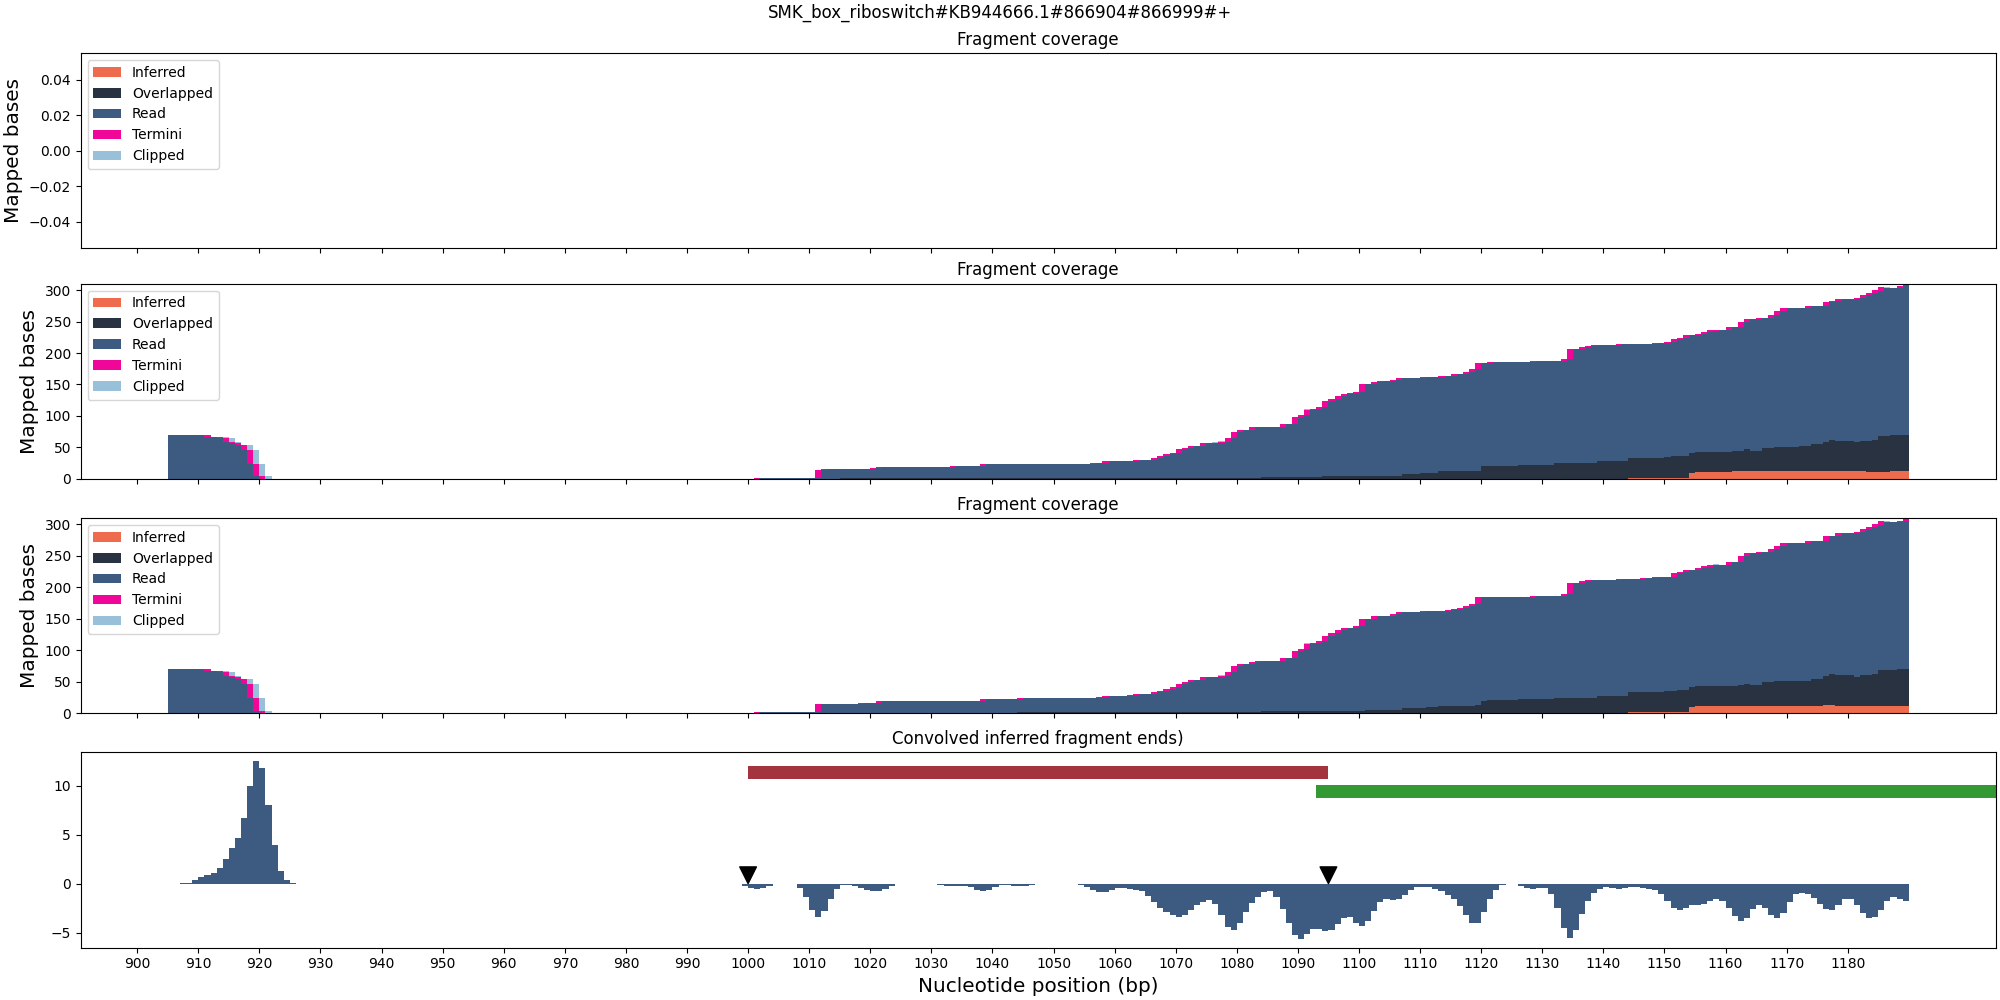 SMK_box_riboswitch#KB944666.1#866904#866999#+
Fragment coverage
Mapped bases
0.04
0.02
0.00
−0.02
−0.04
Inferred
Overlapped
Read
Termini
Clipped
Fragment coverage
Mapped bases
300
250
200
150
100
50
0
Inferred
Overlapped
Read
Termini
Clipped
Fragment coverage
Mapped bases
300
250
200
150
100
50
0
Inferred
Overlapped
Read
Termini
Clipped
Convolved inferred fragment ends)
10
5
0
−5
900 910 920 930 940 950 960 970 980 990 1000 1010 1020 1030 1040 1050 1060 1070 1080 1090 1100 1110 1120 1130 1140 1150 1160 1170 1180
Nucleotide position (bp)